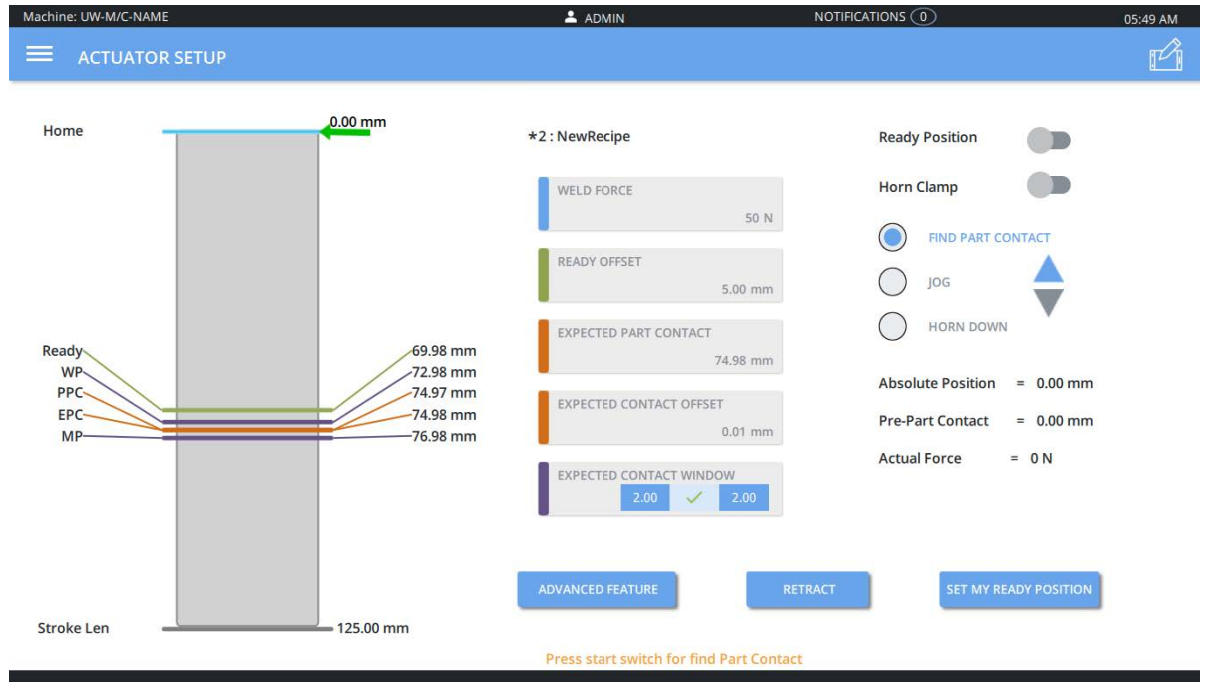 Machine: UW-M/C-NAME
ADMIN
NOTIFICATIONS 0
05:49 AM
ACTUATOR SETUP
Home
0.00 mm
Ready
69.98 mm
WP
72.98 mm
PPC
74.97 mm
EPC
74.98 mm
MP
76.98 mm
Stroke Len
125.00 mm
*2 : NewRecipe
WELD FORCE
50 N
READY OFFSET
5.00 mm
EXPECTED PART CONTACT
74.98 mm
EXPECTED CONTACT OFFSET
0.01 mm
EXPECTED CONTACT WINDOW
2.00 2.00
Ready Position
Horn Clamp
FIND PART CONTACT
JOG
HORN DOWN
Absolute Position = 0.00 mm
Pre-Part Contact = 0.00 mm
Actual Force = 0 N
ADVANCED FEATURE
RETRACT
SET MY READY POSITION
Press start switch for find Part Contact